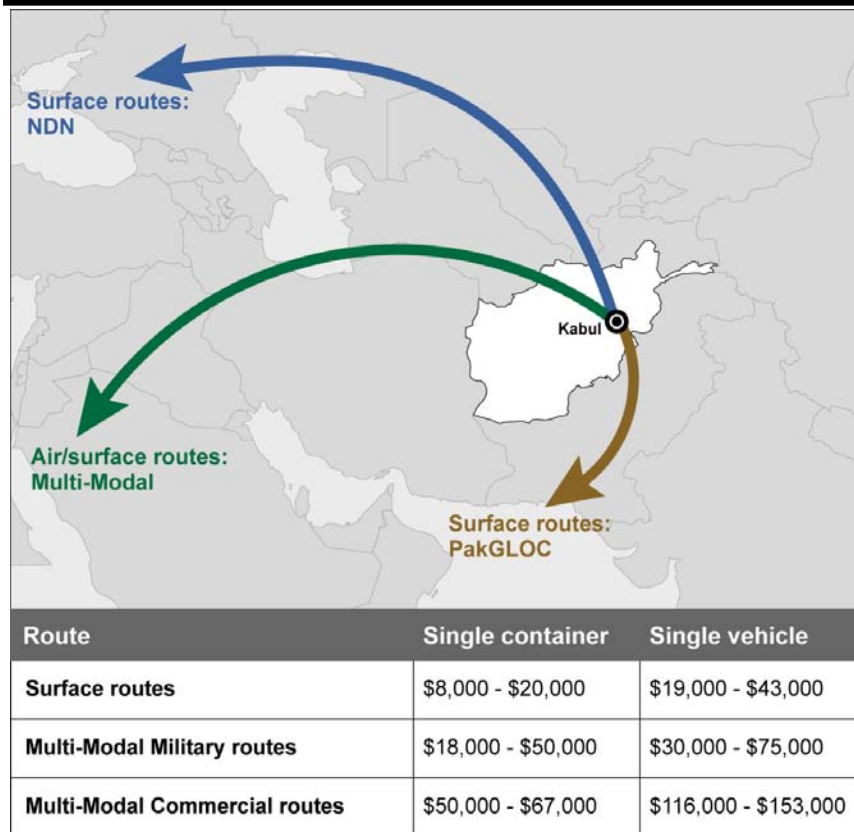 Surface routes:
NDN
Kabul
Air/surface routes:
Multi-Modal
Surface routes:
PakGLOC
Route Single container Single vehicle
Surface routes $8,000 - $20,000 $19,000 - $43,000
Multi-Modal Military routes $18,000 - $50,000 $30,000 - $75,000
Multi-Modal Commercial routes $50,000 - $67,000 $116,000 - $153,000